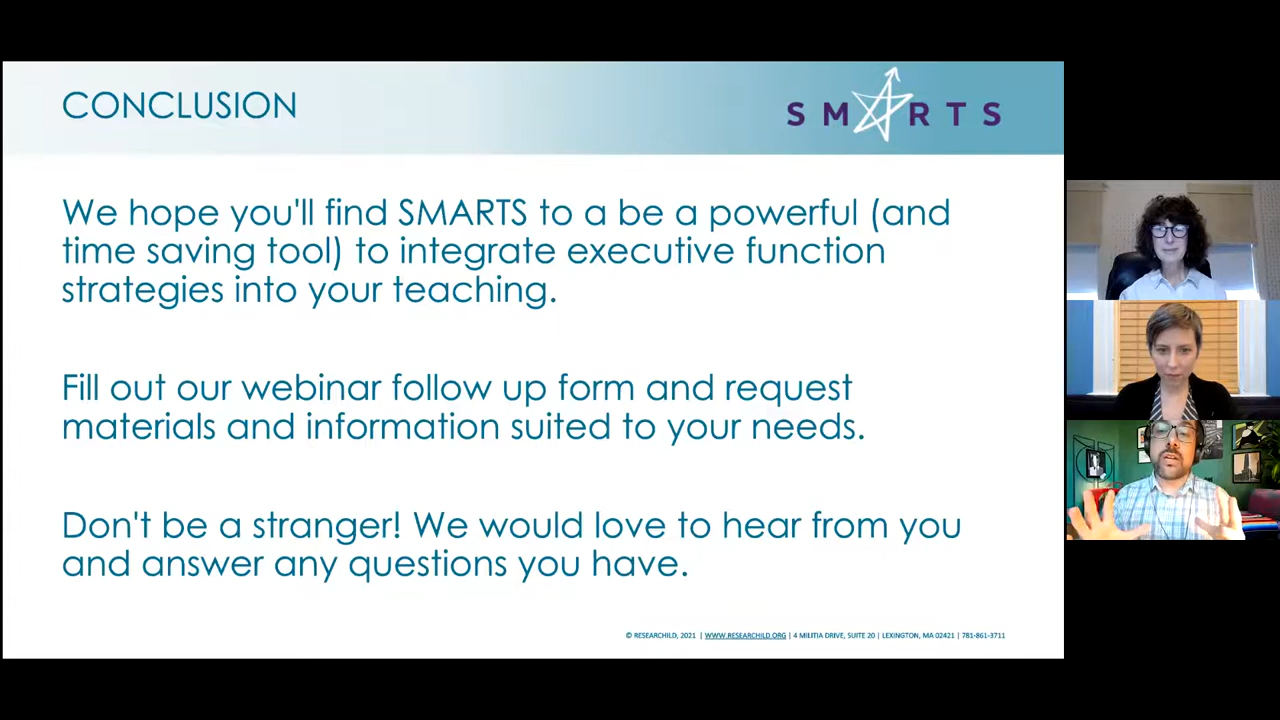 CONCLUSION
SMARTS
We hope you'll find SMARTS to a be a powerful (and
time saving tool) to integrate executive function
strategies into your teaching.
Fill out our webinar follow up form and request
materials and information suited to your needs.
Don't be a stranger! We would love to hear from you
and answer any questions you have.
© RESEARCHILD, 2021 | WWW.RESEARCHILD.ORG | 4 MILITIA DRIVE, SUITE 20 | LEXINGTON, MA 02421 | 781-861-3711